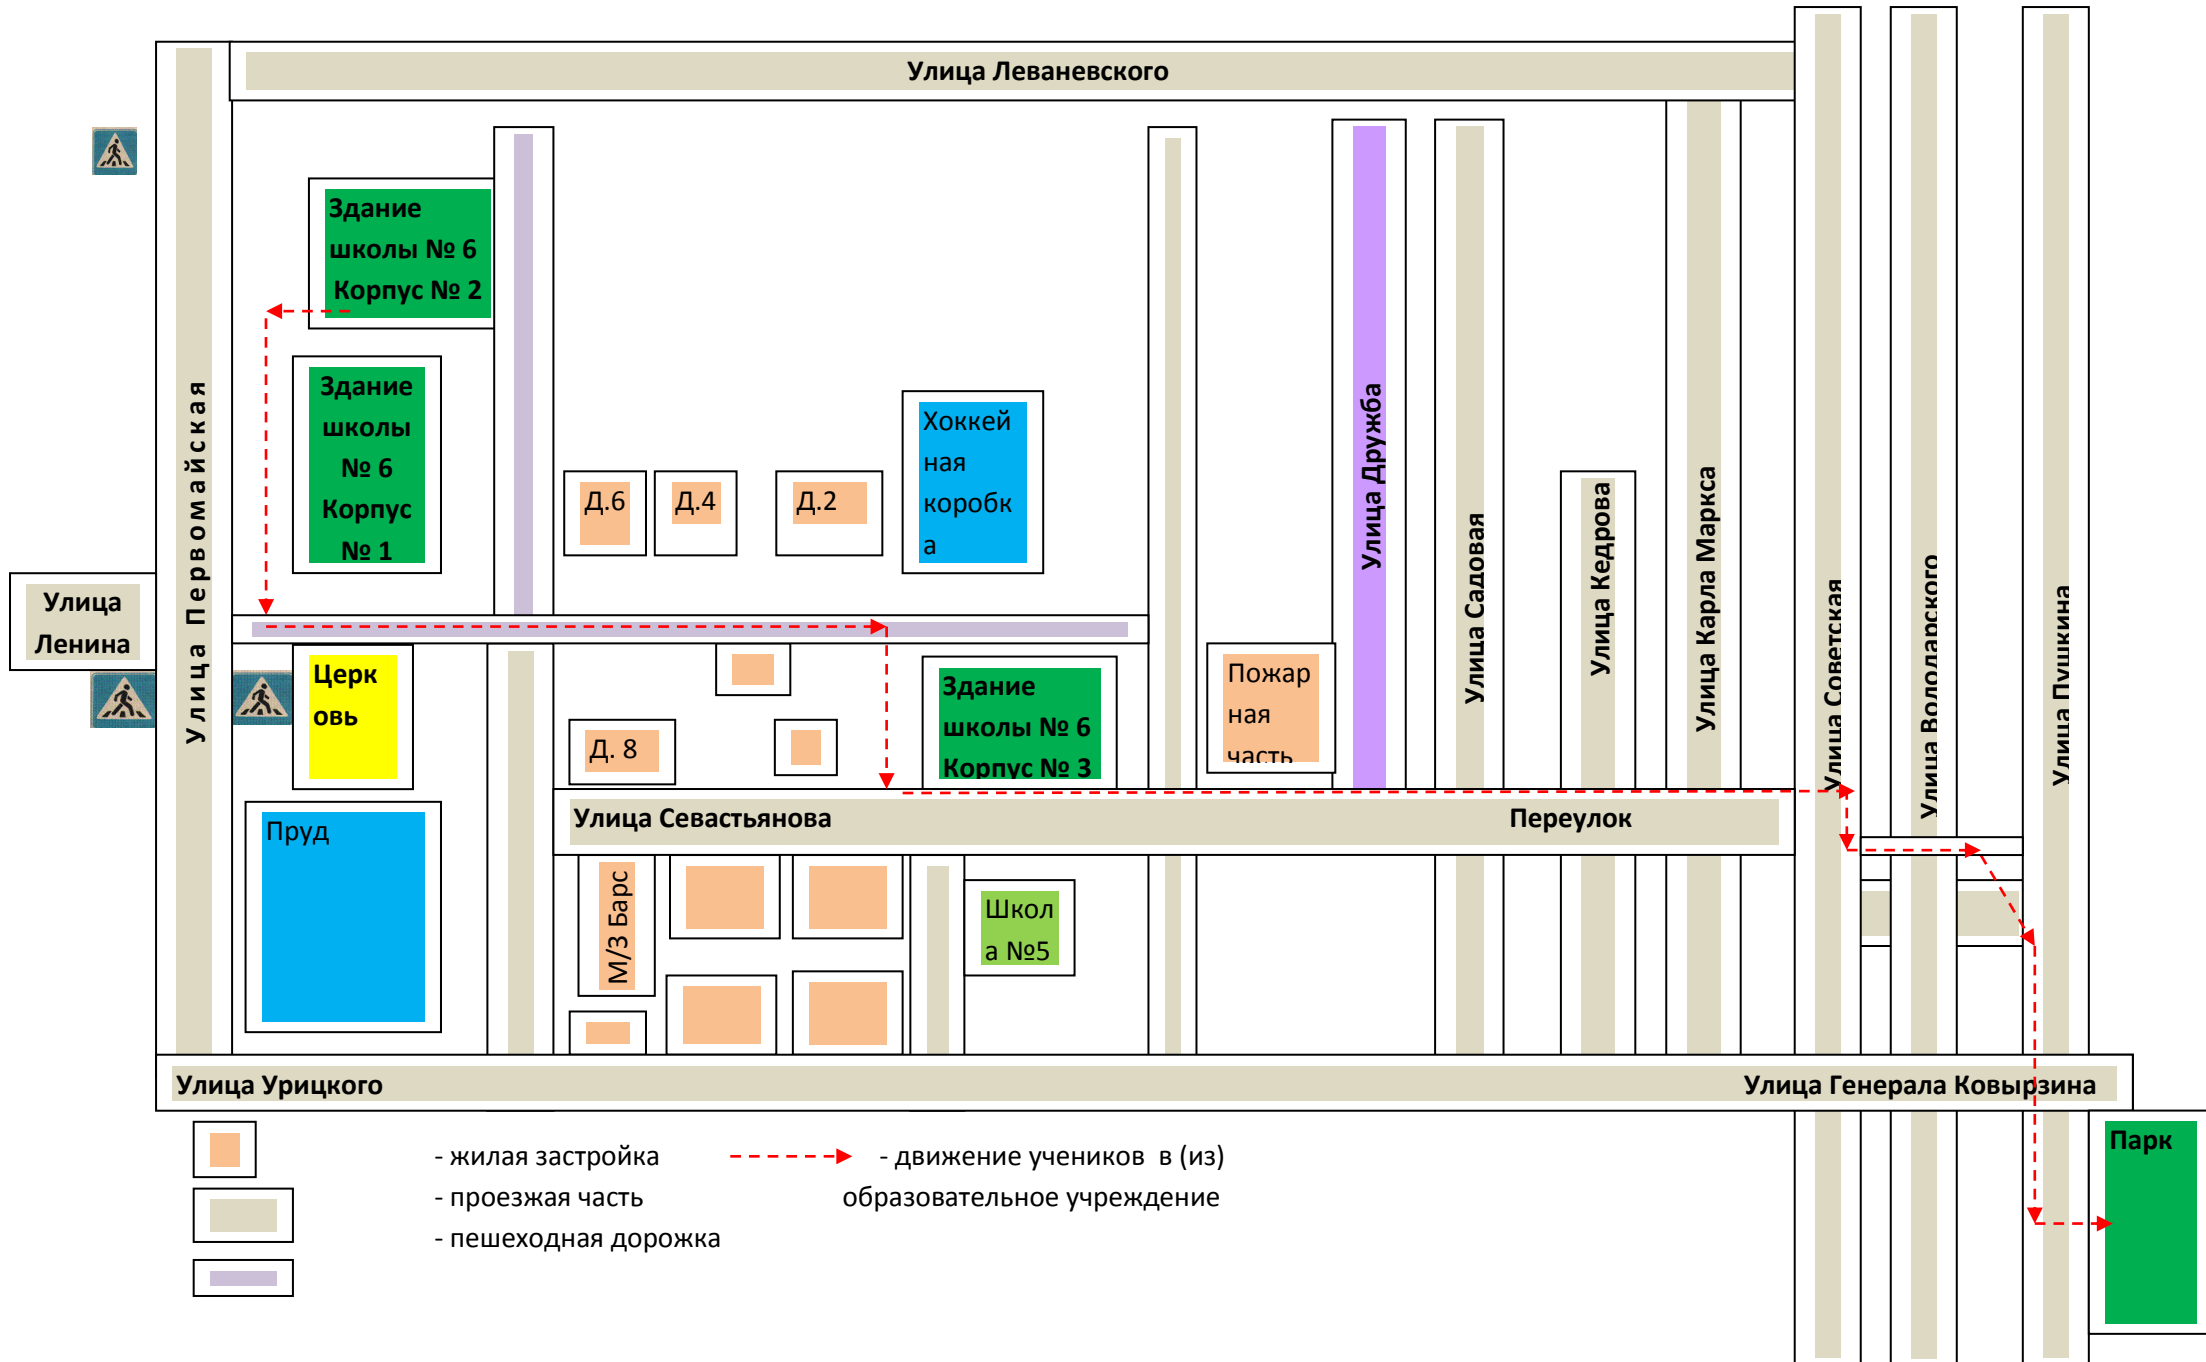 Улица Леваневского
Здание
школы № 6
Корпус № 2
Здание
школы
№ 6
Корпус
№ 1
Хоккей
ная
коробк
а
Д.6
Д.4
Д.2
Улица Первомайская
Улица
Ленина
Церк
овь
Д. 8
Здание
школы № 6
Корпус № 3
Пожар
ная
часть
Улица Дружба
Улица Садовая
Улица Кедрова
Улица Карла Маркса
Улица Советская
Улица Володарского
Улица Пушкина
Пруд
Улица Севастьянова
Переулок
М/З Барс
Школ
а №5
Улица Урицкого
Улица Генерала Ковырзина
Парк
- жилая застройка
- проезжая часть
- пешеходная дорожка
- движение учеников в (из)
образовательное учреждение